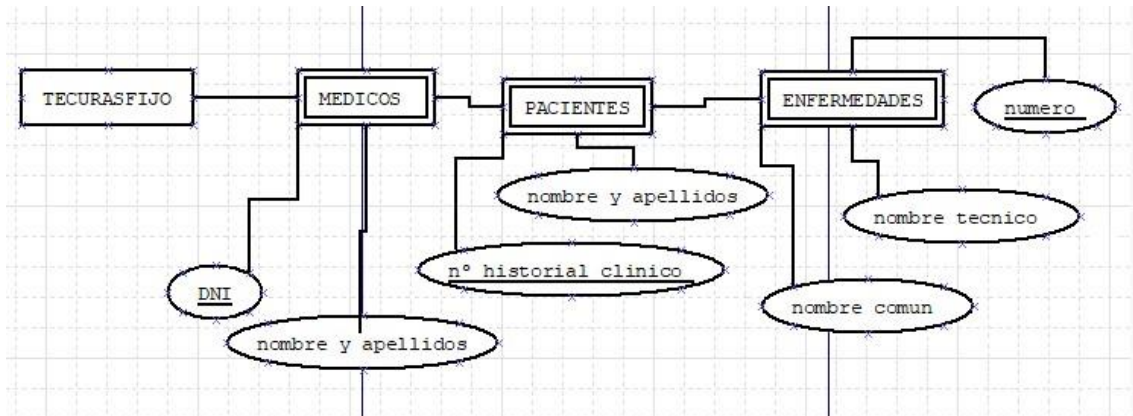 TECURASFIJO
MEDICOS
PACIENTES
ENFERMEDADES
numero
nombre y apellidos
nombre tecnico
nº historial clinico
DNI
nombre comun
nombre y apellidos